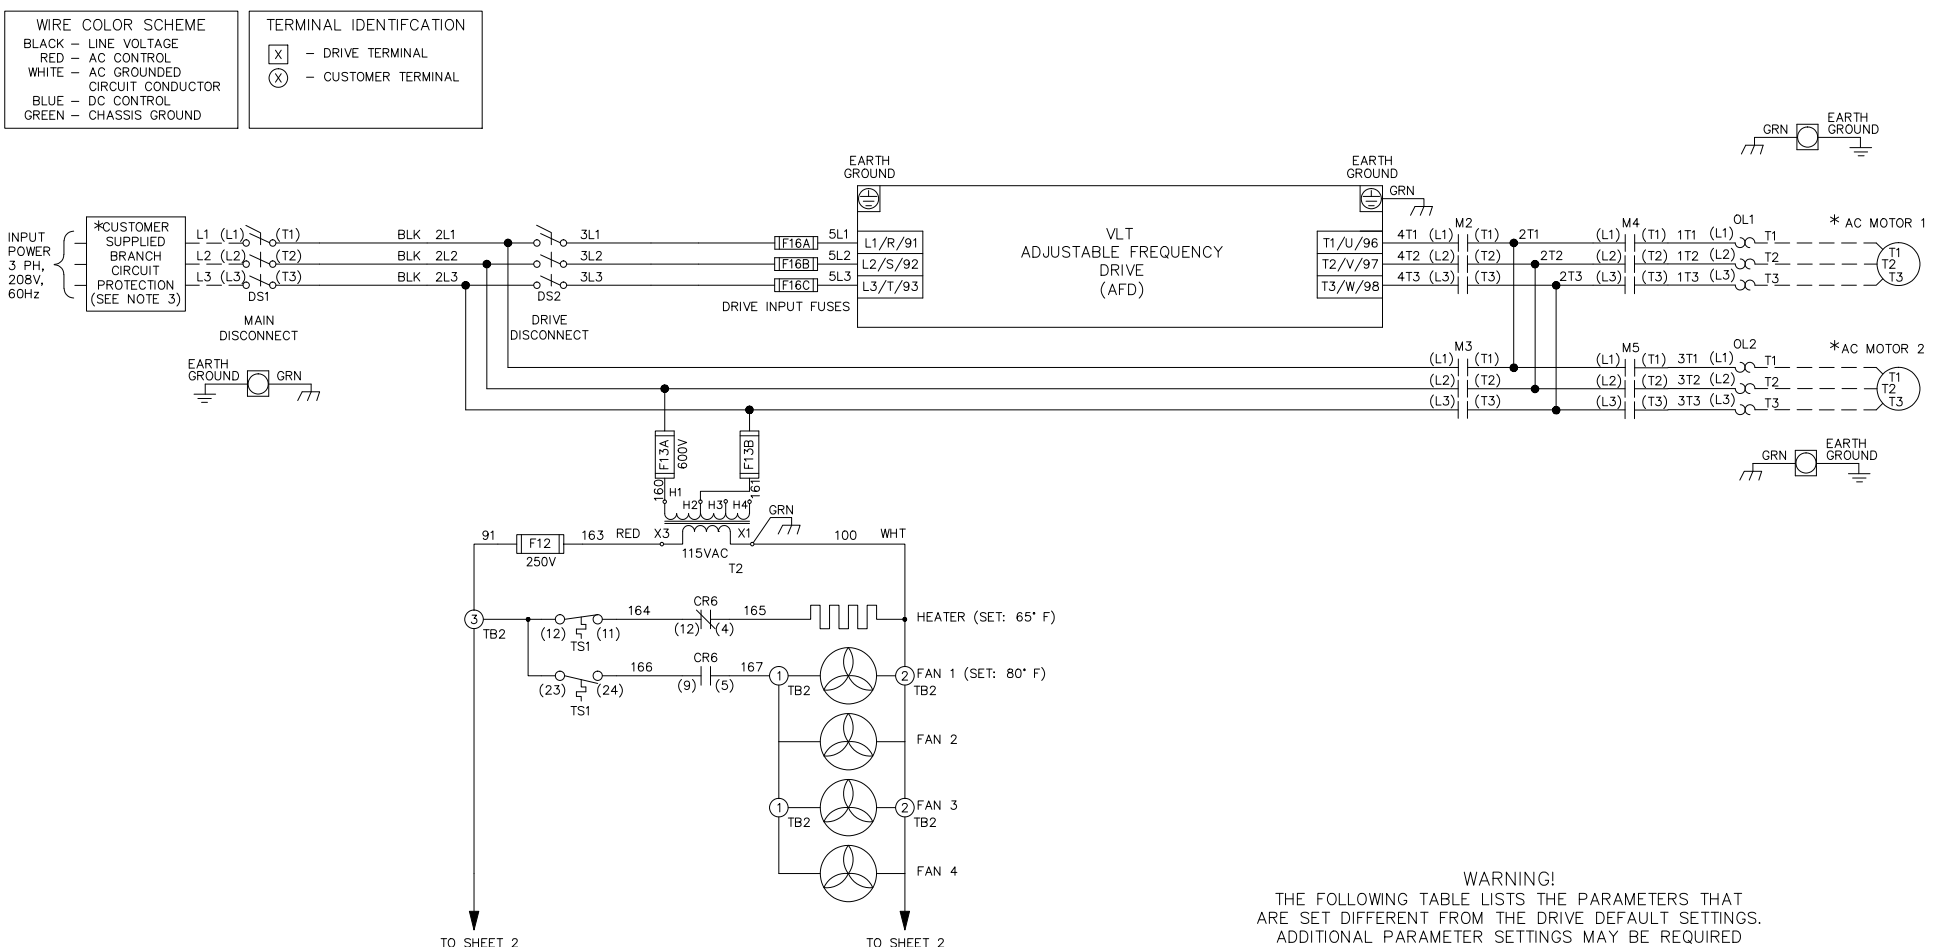 WIRE COLOR SCHEME
BLACK – LINE VOLTAGE
RED – AC CONTROL
WHITE – AC GROUNDED
CIRCUIT CONDUCTOR
BLUE – DC CONTROL
GREEN – CHASSIS GROUND
TERMINAL IDENTIFCATION
X – DRIVE TERMINAL
X – CUSTOMER TERMINAL
GRN
EARTH
GROUND
INPUT
POWER
3 PH,
208V,
60Hz
*CUSTOMER
SUPPLIED
BRANCH
CIRCUIT
PROTECTION
(SEE NOTE 3)
L1 (L1) (T1) BLK 2L1 3L1 F16A 5L1
L2 (L2) (T2) BLK 2L2 3L2 F16B 5L2
L3 (L3) (T3) BLK 2L3 3L3 F16C 5L3
DS1
MAIN
DISCONNECT
DS2
DRIVE
DISCONNECT
DRIVE INPUT FUSES
EARTH
GROUND
L1/R/91
L2/S/92
L3/T/93
VLT
ADJUSTABLE FREQUENCY
DRIVE
(AFD)
EARTH
GROUND
GRN
T1/U/96
T2/V/97
T3/W/98
M2 M4 OL1
4T1 (L1) (T1) 2T1 (L1) (T1) 1T1 (L1) T1
4T2 (L2) (T2) 2T2 (L2) (T2) 1T2 (L2) T2
4T3 (L3) (T3) 2T3 (L3) (T3) 1T3 (L3) T3
* AC MOTOR 1
T1
T2
T3
M3 M5 OL2
(L1) (T1) (L1) (T1) 3T1 (L1) T1
(L2) (T2) (L2) (T2) 3T2 (L2) T2
(L3) (T3) (L3) (T3) 3T3 (L3) T3
*AC MOTOR 2
T1
T2
T3
EARTH
GROUND
GRN
GRN
EARTH
GROUND
F13A
600V
F13B
160
161
H1
H2 H3 H4
GRN
91 F12 163 RED X3 X1 100 WHT
250V
115VAC
T2
3
TB2
(12) (11)
TS1
164
CR6
(12) (4)
165
HEATER (SET: 65° F)
(23) (24)
TS1
166
CR6
(9) (5)
167
1
TB2
2
TB2
FAN 1 (SET: 80° F)
FAN 2
1
TB2
2
TB2
FAN 3
FAN 4
TO SHEET 2
TO SHEET 2
WARNING!
THE FOLLOWING TABLE LISTS THE PARAMETERS THAT
ARE SET DIFFERENT FROM THE DRIVE DEFAULT SETTINGS.
ADDITIONAL PARAMETER SETTINGS MAY BE REQUIRED